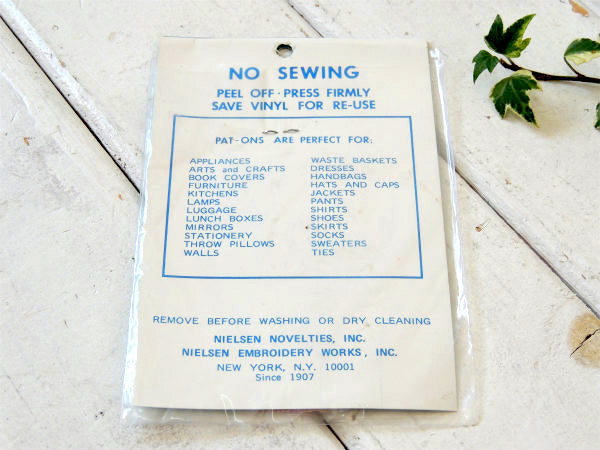 NO SEWING
PEEL OFF · PRESS FIRMLY
SAVE VINYL FOR RE-USE
PAT-ONS ARE PERFECT FOR:
APPLIANCES
ARTS and CRAFTS
BOOK COVERS
FURNITURE
KITCHENS
LAMPS
LUGGAGE
LUNCH BOXES
MIRRORS
STATIONERY
THROW PILLOWS
WALLS
WASTE BASKETS
DRESSES
HANDBAGS
HATS AND CAPS
JACKETS
PANTS
SHIRTS
SHOES
SKIRTS
SOCKS
SWEATERS
TIES
REMOVE BEFORE WASHING OR DRY CLEANING
NIELSEN NOVELTIES, INC.
NIELSEN EMBROIDERY WORKS, INC.
NEW YORK, N.Y. 10001
Since 1907